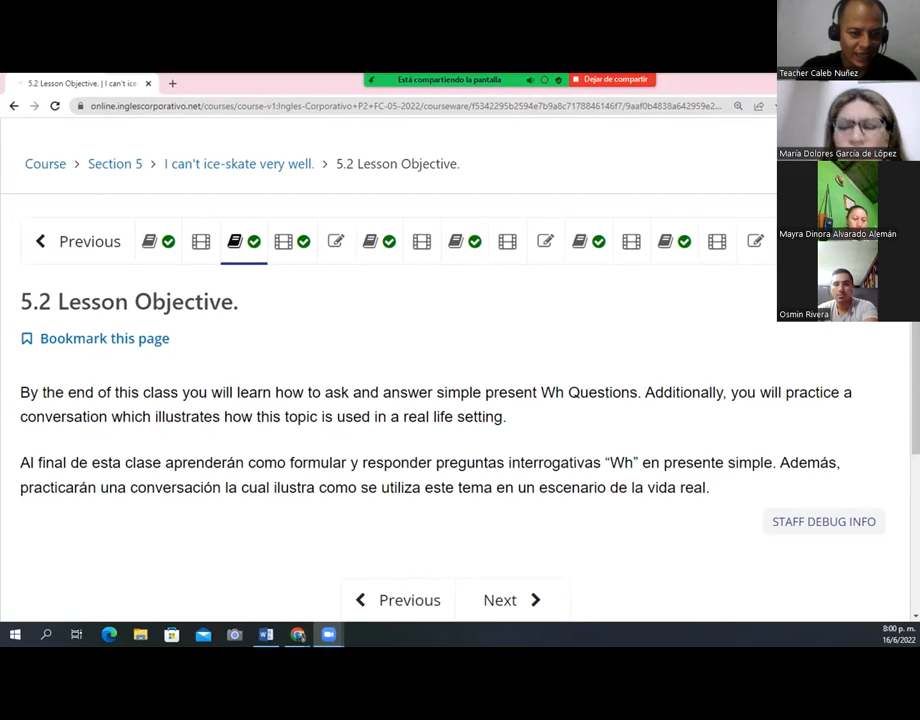 Teacher Caleb Nuñez
5.2 Lesson Objective. | I can't ice
Está compartiendo la pantalla
Dejar de compartir
online.inglescorporativo.net/courses/course-v1:Ingles-Corporativo+P2+FC-05-2022/courseware/f5342295b2594e7b9a8c7178846146f7/9aaf0b4838a642959e2...
María Dolores García de López
Course > Section 5 > I can't ice-skate very well. > 5.2 Lesson Objective.
Mayra Dinora Alvarado Alemán
Previous
5.2 Lesson Objective.
Osmin Rivera
Bookmark this page
By the end of this class you will learn how to ask and answer simple present Wh Questions. Additionally, you will practice a
conversation which illustrates how this topic is used in a real life setting.
Al final de esta clase aprenderán como formular y responder preguntas interrogativas “Wh” en presente simple. Además,
practicarán una conversación la cual ilustra como se utiliza este tema en un escenario de la vida real.
STAFF DEBUG INFO
Previous Next
8:00 p. m.
16/6/2022